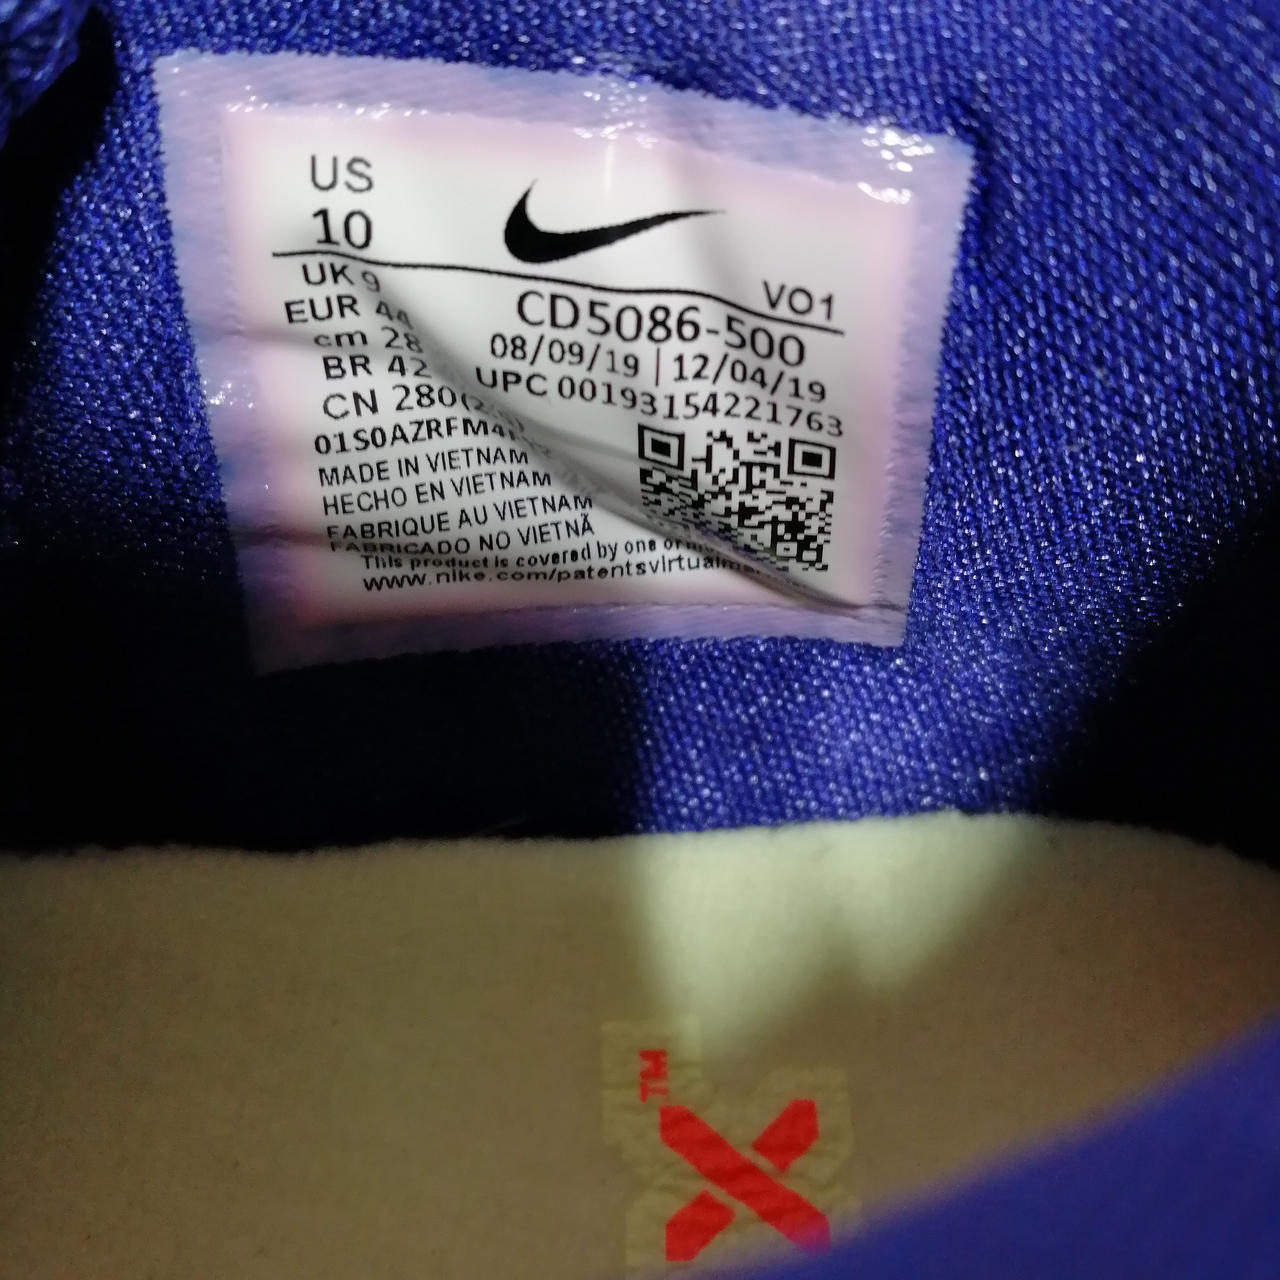 US
10
VO1
UK 9
EUR 44
cm 28
BR 42
CN 280
CD5086-500
08/09/19 | 12/04/19
UPC 00193154221763
MADE IN VIETNAM
HECHO EN VIETNAM
FABRIQUE AU VIETNAM
FABRICADO NO VIETNÃ
This product is covered by one or
www.nike.com/patents
TM
X